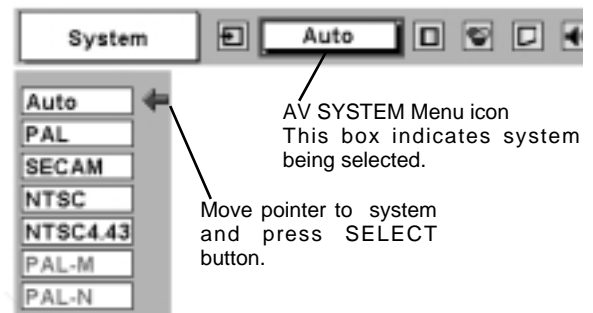 System
Auto
Auto
PAL
SECAM
NTSC
NTSC4.43
PAL-M
PAL-N
AV SYSTEM Menu icon
This box indicates system
being selected.
Move pointer to system
and press SELECT
button.